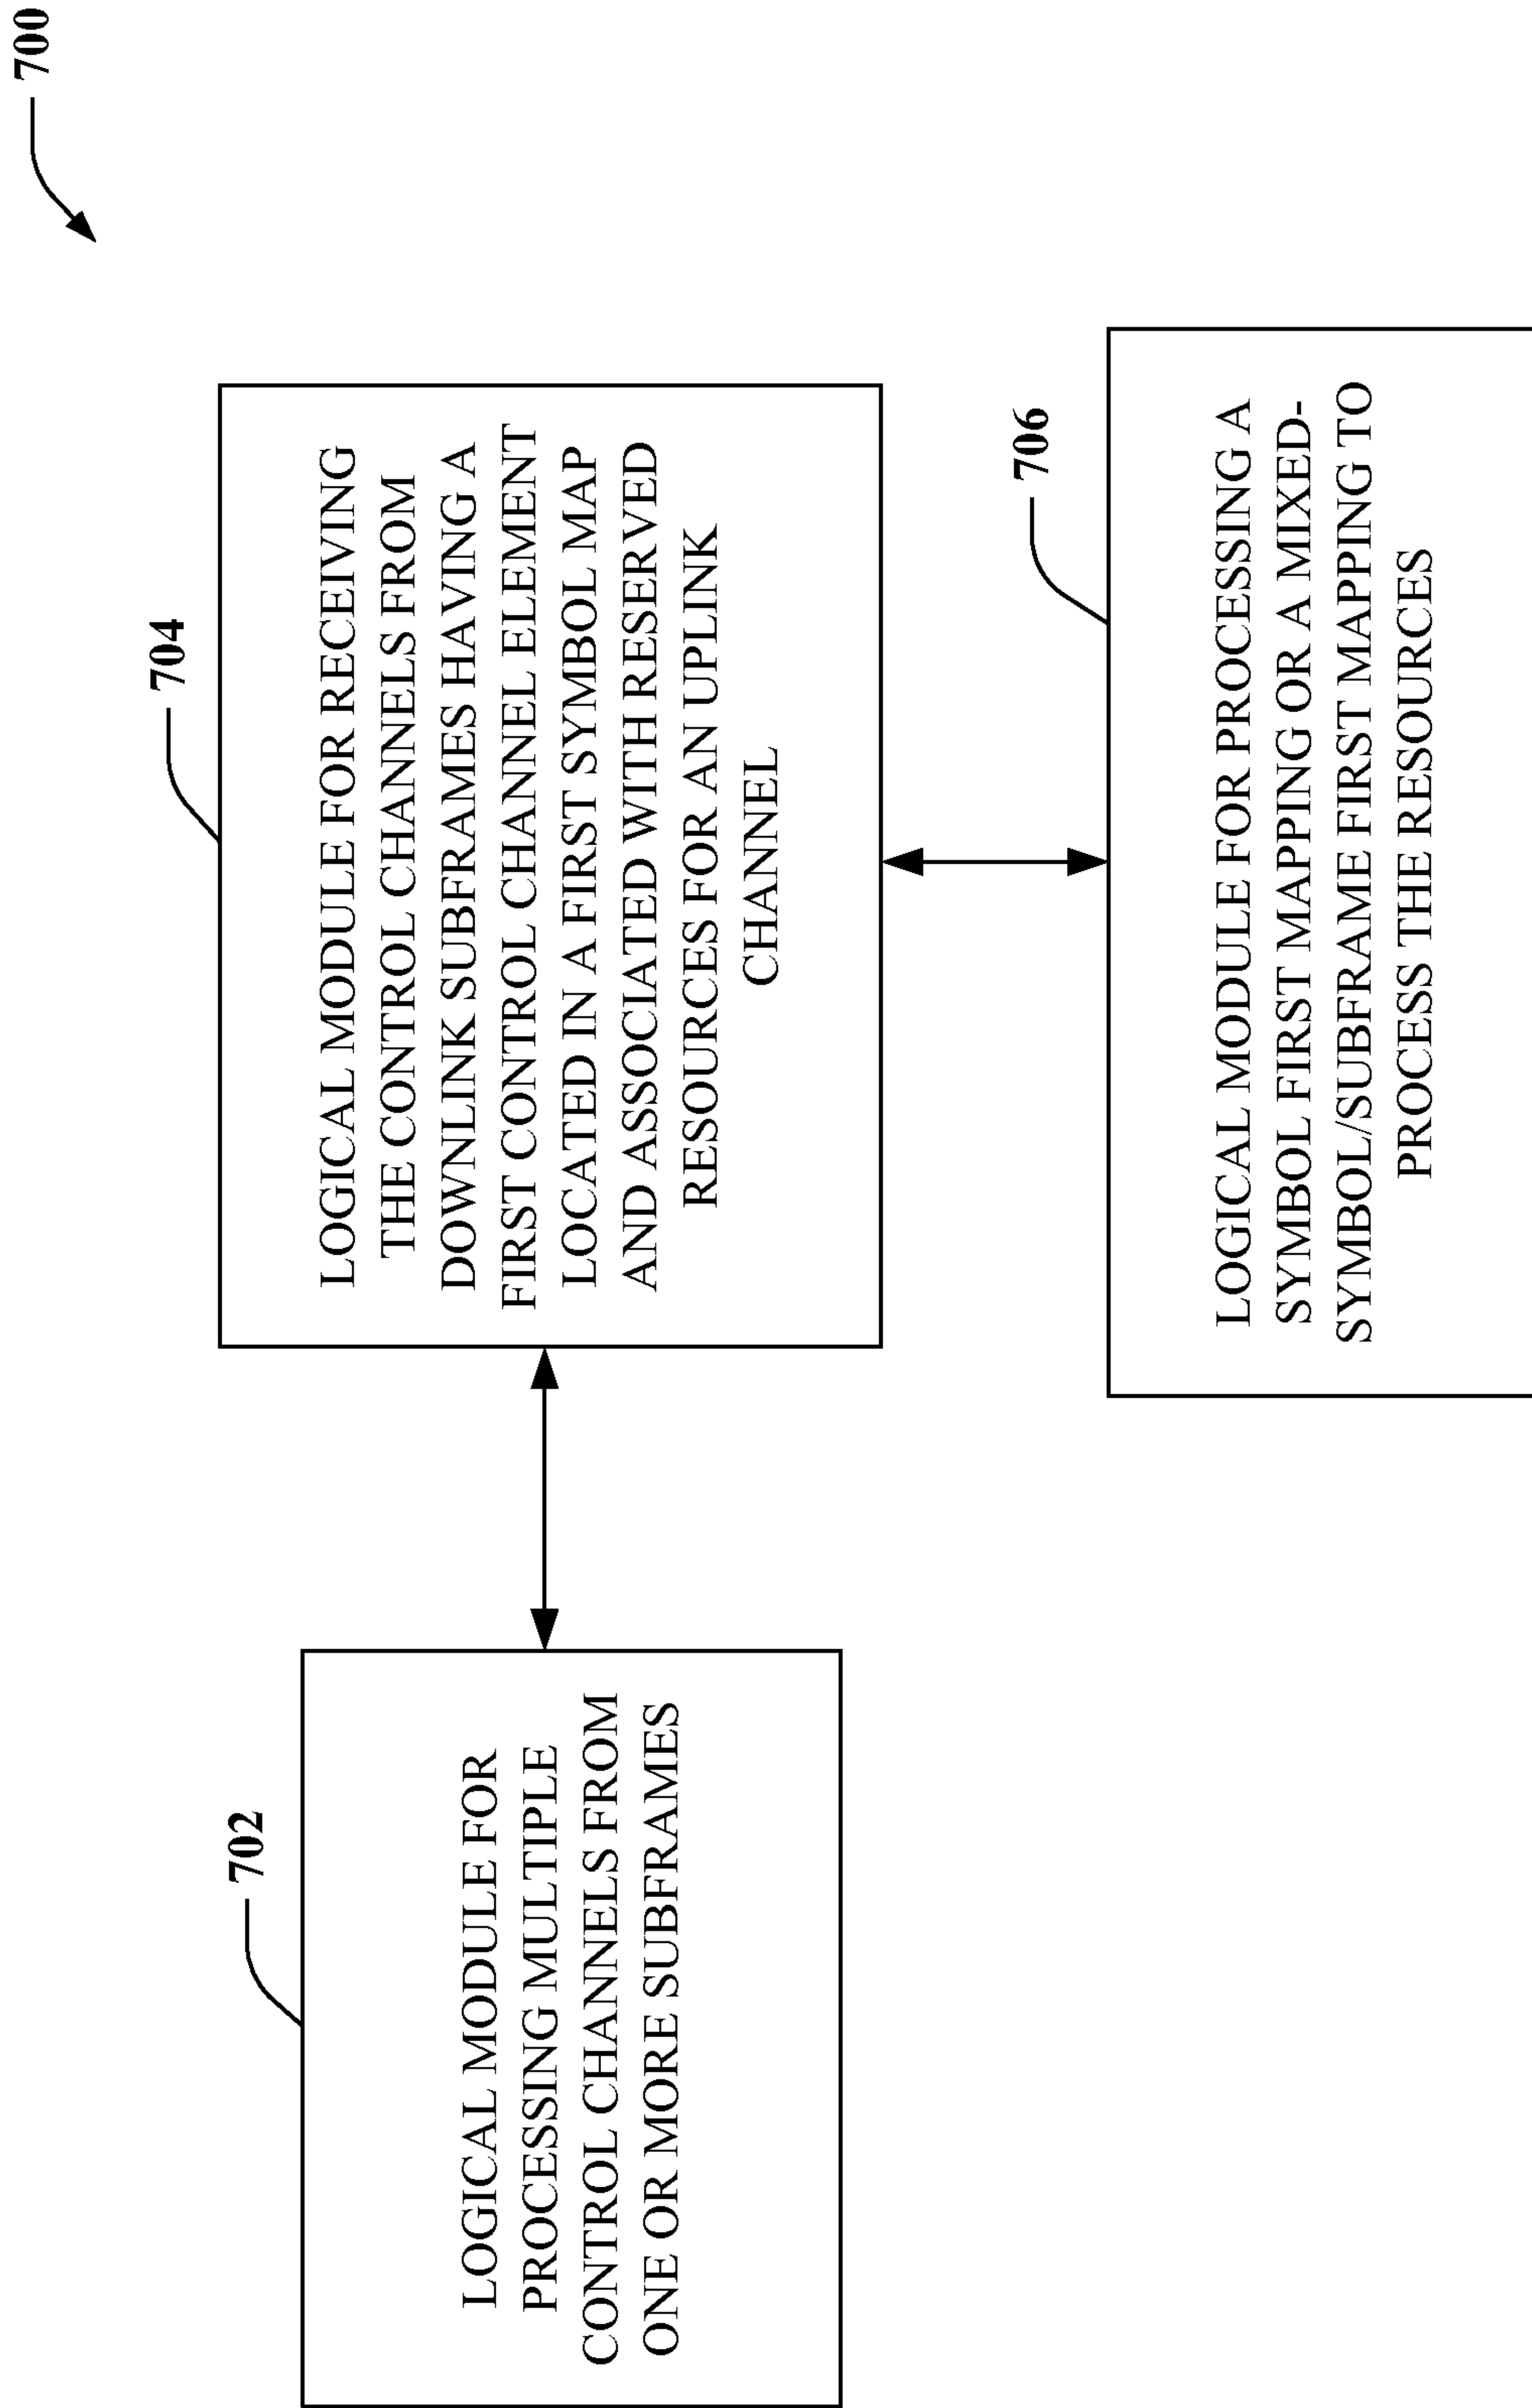 700
702
LOGICAL MODULE FOR
PROCESSING MULTIPLE
CONTROL CHANNELS FROM
ONE OR MORE SUBFRAMES
704
LOGICAL MODULE FOR RECEIVING
THE CONTROL CHANNELS FROM
DOWNLINK SUBFRAMES HAVING A
FIRST CONTROL CHANNEL ELEMENT
LOCATED IN A FIRST SYMBOL MAP
AND ASSOCIATED WITH RESERVED
RESOURCES FOR AN UPLINK
CHANNEL
706
LOGICAL MODULE FOR PROCESSING A
SYMBOL FIRST MAPPING OR A MIXED-
SYMBOL/SUBFRAME FIRST MAPPING TO
PROCESS THE RESOURCES